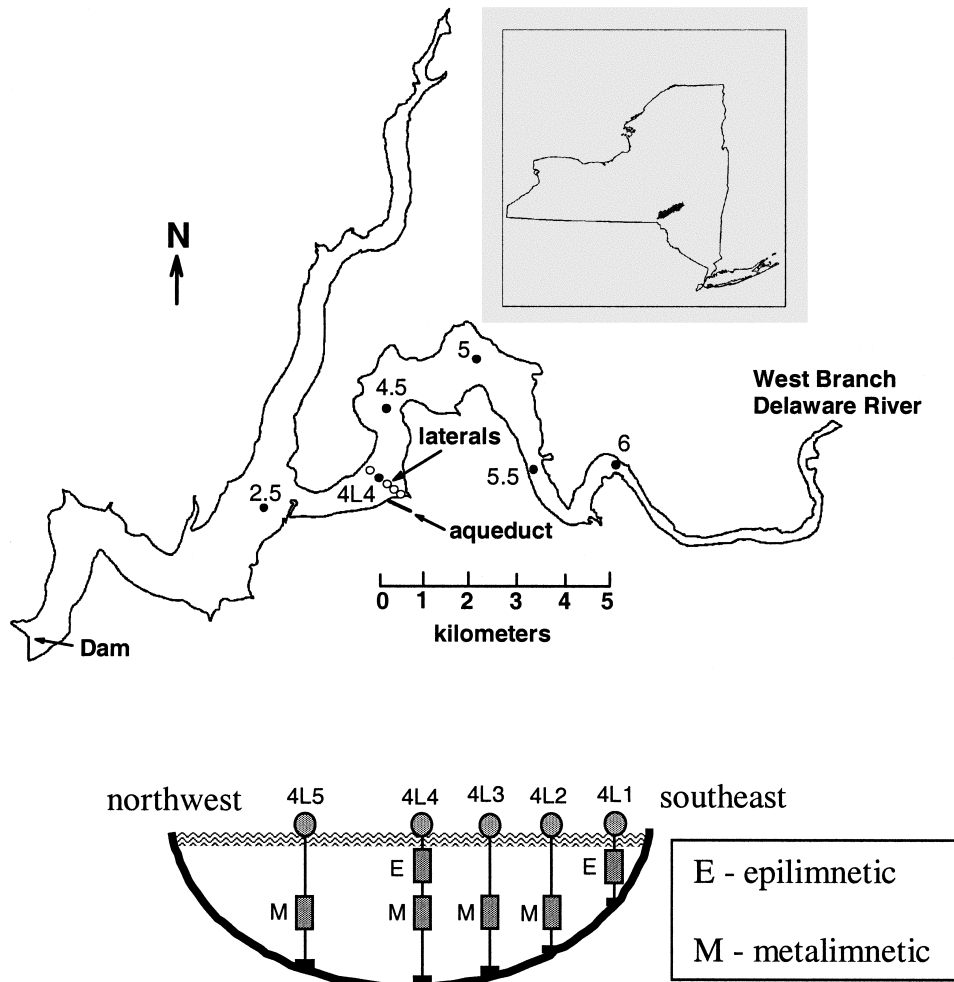 N
5
4.5
laterals
4L4
2.5
5.5
6
aqueduct
West Branch
Delaware River
0 1 2 3 4 5
kilometers
Dam
northwest
4L5 4L4 4L3 4L2 4L1
southeast
E
E
M
M
M
M
E - epilimnetic
M - metalimnetic